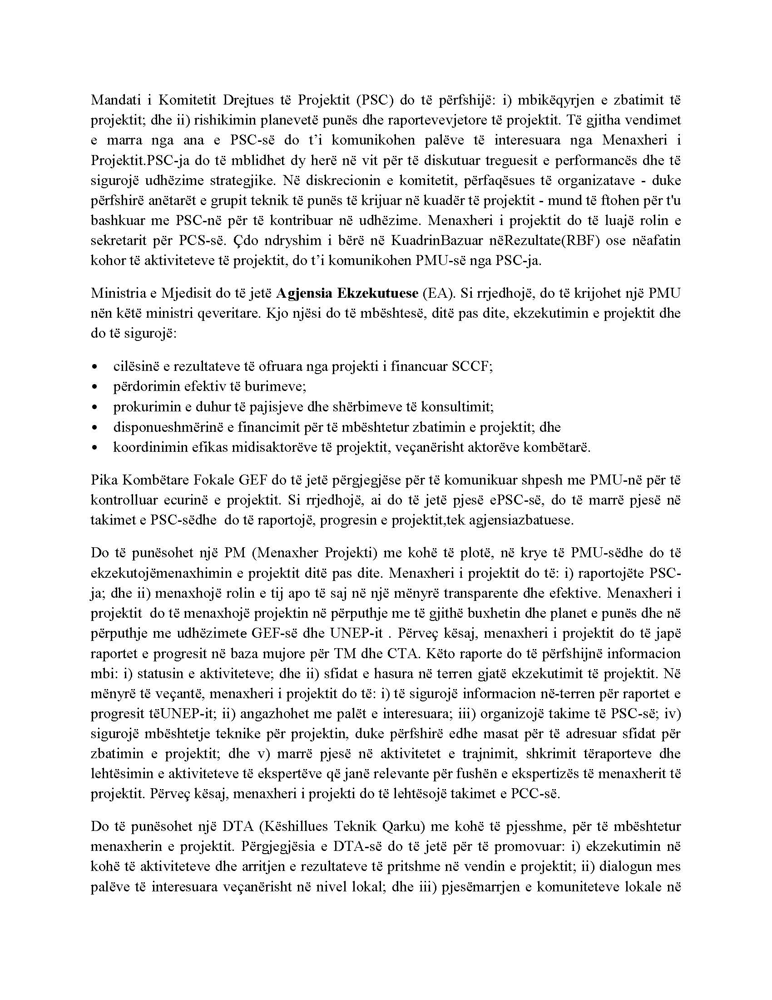 Mandati i Komitetit Drejtues të Projektit (PSC) do të përfshijë: i) mbikëqyrjen e zbatimit të
projektit; dhe ii) rishikimin planevetë punës dhe raportevevjetore të projektit. Të gjitha vendimet
e marra nga ana e PSC-së do t’i komunikohen palëve të interesuara nga Menaxheri i
Projektit.PSC-ja do të mblidhet dy herë në vit për të diskutuar treguesit e performancës dhe të
sigurojë udhëzime strategjike. Në diskrecionin e komitetit, përfaqësues të organizatave - duke
përfshirë anëtarët e grupit teknik të punës të krijuar në kuadër të projektit - mund të ftohen për t'u
bashkuar me PSC-në për të kontribuar në udhëzime. Menaxheri i projektit do të luajë rolin e
sekretarit për PCS-së. Çdo ndryshim i bërë në KuadrinBazuar nëRezultate(RBF) ose nëafatin
kohor të aktiviteteve të projektit, do t’i komunikohen PMU-së nga PSC-ja.
Ministria e Mjedisit do të jetë Agjensia Ekzekutuese (EA). Si rrjedhojë, do të krijohet një PMU
nën këtë ministri qeveritare. Kjo njësi do të mbështesë, ditë pas dite, ekzekutimin e projektit dhe
do të sigurojë:
• cilësinë e rezultateve të ofruara nga projekti i financuar SCCF;
• përdorimin efektiv të burimeve;
• prokurimin e duhur të pajisjeve dhe shërbimeve të konsultimit;
• disponueshmërinë e financimit për të mbështetur zbatimin e projektit; dhe
• koordinimin efikas midisaktorëve të projektit, veçanërisht aktorëve kombëtarë.
Pika Kombëtare Fokale GEF do të jetë përgjegjëse për të komunikuar shpesh me PMU-në për të
kontrolluar ecurinë e projektit. Si rrjedhojë, ai do të jetë pjesë ePSC-së, do të marrë pjesë në
takimet e PSC-sëdhe  do të raportojë, progresin e projektit,tek agjensiazbatuese.
Do të punësohet një PM (Menaxher Projekti) me kohë të plotë, në krye të PMU-sëdhe do të
ekzekutojëmenaxhimin e projektit ditë pas dite. Menaxheri i projektit do të: i) raportojëte PSC-
ja; dhe ii) menaxhojë rolin e tij apo të saj në një mënyrë transparente dhe efektive. Menaxheri i
projektit  do të menaxhojë projektin në përputhje me të gjithë buxhetin dhe planet e punës dhe në
përputhje me udhëzimete GEF-së dhe UNEP-it . Përveç kësaj, menaxheri i projektit do të japë
raportet e progresit në baza mujore për TM dhe CTA. Këto raporte do të përfshijnë informacion
mbi: i) statusin e aktiviteteve; dhe ii) sfidat e hasura në terren gjatë ekzekutimit të projektit. Në
mënyrë të veçantë, menaxheri i projektit do të: i) të sigurojë informacion në-terren për raportet e
progresit tëUNEP-it; ii) angazhohet me palët e interesuara; iii) organizojë takime të PSC-së; iv)
sigurojë mbështetje teknike për projektin, duke përfshirë edhe masat për të adresuar sfidat për
zbatimin e projektit; dhe v) marrë pjesë në aktivitetet e trajnimit, shkrimit tëraporteve dhe
lehtësimin e aktiviteteve të ekspertëve që janë relevante për fushën e ekspertizës të menaxherit të
projektit. Përveç kësaj, menaxheri i projekti do të lehtësojë takimet e PCC-së.
Do të punësohet një DTA (Këshillues Teknik Qarku) me kohë të pjesshme, për të mbështetur
menaxherin e projektit. Përgjegjësia e DTA-së do të jetë për të promovuar: i) ekzekutimin në
kohë të aktiviteteve dhe arritjen e rezultateve të pritshme në vendin e projektit; ii) dialogun mes
palëve të interesuara veçanërisht në nivel lokal; dhe iii) pjesëmarrjen e komuniteteve lokale në